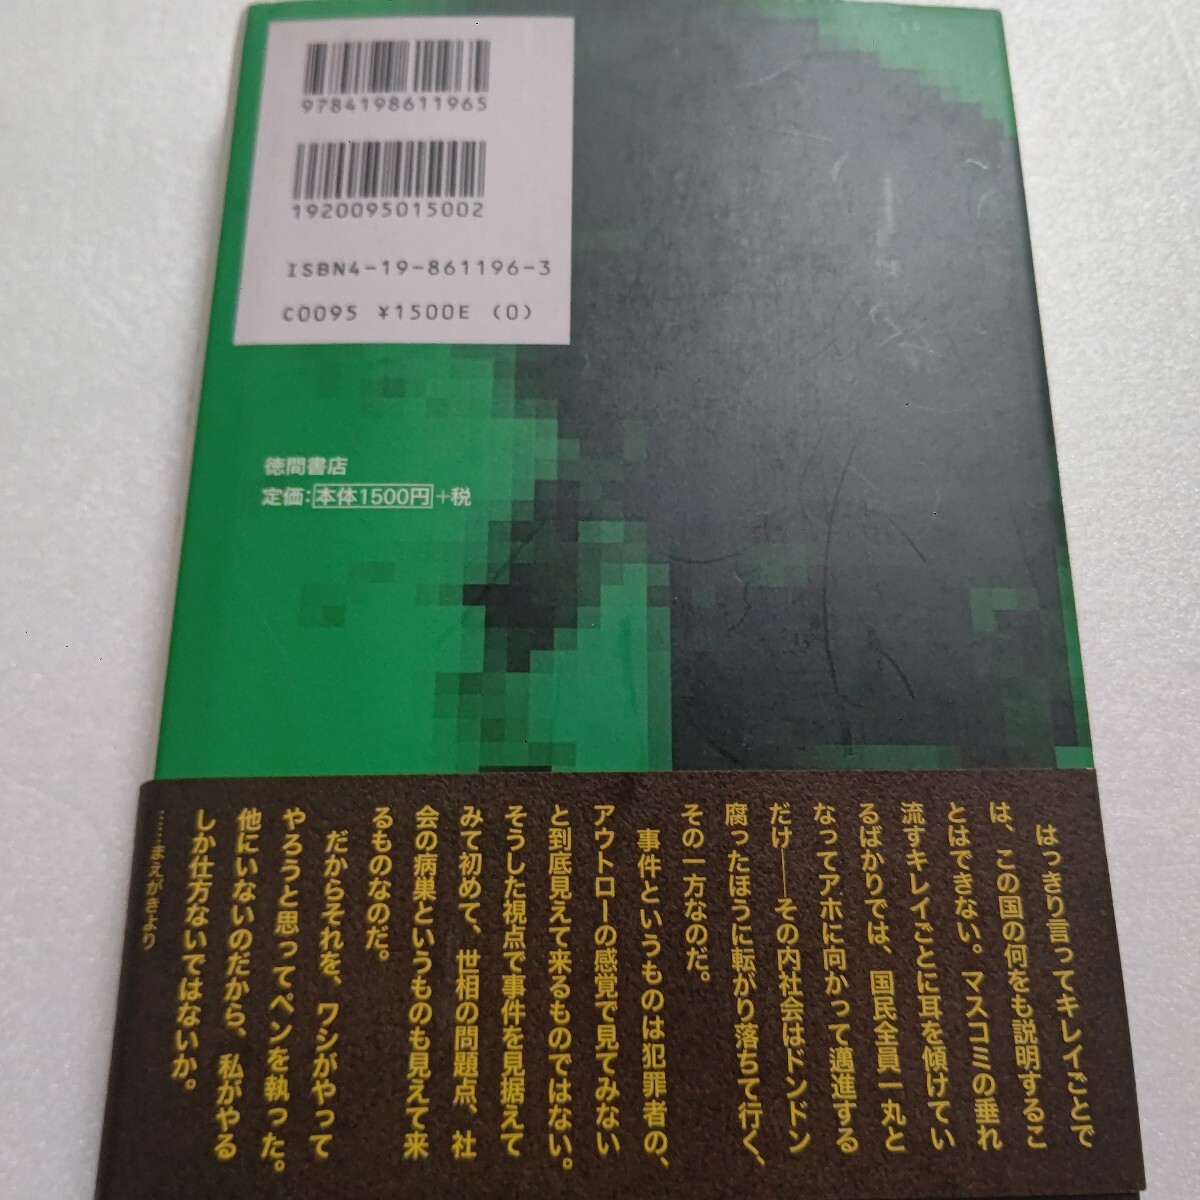 9784198611965
1920095015002
ISBN4-19-861196-3
C0095 ¥1500E (0)
徳間書店
定価:本体1500円+税
はっきり言ってキレイごとで
は、この国の何をも説明するこ
とはできない。マスコミの垂れ
流すキレイごとに耳を傾けてい
るばかりでは、国民全員一丸と
なってアホに向かって邁進する
だけ──その内社会はドンドン
腐ったほうに転がり落ちて行く、
その一方なのだ。
事件というものは犯罪者の、
アウトローの感覚で見てみない
と到底見えて来るものではない。
そうした視点で事件を見据えて
みて初めて、世相の問題点、社
会の病巣というものも見えて来
るものなのだ。
だからそれを、ワシがやって
やろうと思ってペンを執った。
他にいないのだから、私がやる
しか仕方ないではないか。
……まえがきより